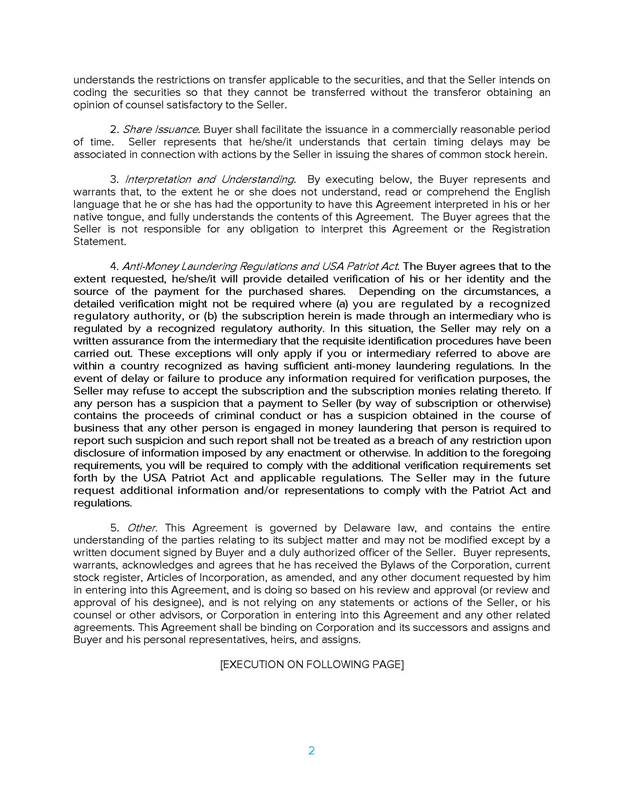 understands the restrictions on transfer applicable to the securities, and that the Seller intends on
coding the securities so that they cannot be transferred without the transferor obtaining an
opinion of counsel satisfactory to the Seller.
2. Share Issuance. Buyer shall facilitate the issuance in a commercially reasonable period
of time. Seller represents that he/she/it understands that certain timing delays may be
associated in connection with actions by the Seller in issuing the shares of common stock herein.
3. Interpretation and Understanding. By executing below, the Buyer represents and
warrants that, to the extent he or she does not understand, read or comprehend the English
language that he or she has had the opportunity to have this Agreement interpreted in his or her
native tongue, and fully understands the contents of this Agreement. The Buyer agrees that the
Seller is not responsible for any obligation to interpret this Agreement or the Registration
Statement.
4. Anti-Money Laundering Regulations and USA Patriot Act. The Buyer agrees that to the
extent requested, he/she/it will provide detailed verification of his or her identity and the
source of the payment for the purchased shares. Depending on the circumstances, a
detailed verification might not be required where (a) you are regulated by a recognized
regulatory authority, or (b) the subscription herein is made through an intermediary who is
regulated by a recognized regulatory authority. In this situation, the Seller may rely on a
written assurance from the intermediary that the requisite identification procedures have been
carried out. These exceptions will only apply if you or intermediary referred to above are
within a country recognized as having sufficient anti-money laundering regulations. In the
event of delay or failure to produce any information required for verification purposes, the
Seller may refuse to accept the subscription and the subscription monies relating thereto. If
any person has a suspicion that a payment to Seller (by way of subscription or otherwise)
contains the proceeds of criminal conduct or has a suspicion obtained in the course of
business that any other person is engaged in money laundering that person is required to
report such suspicion and such report shall not be treated as a breach of any restriction upon
disclosure of information imposed by any enactment or otherwise. In addition to the foregoing
requirements, you will be required to comply with the additional verification requirements set
forth by the USA Patriot Act and applicable regulations. The Seller may in the future
request additional information and/or representations to comply with the Patriot Act and
regulations.
5. Other. This Agreement is governed by Delaware law, and contains the entire
understanding of the parties relating to its subject matter and may not be modified except by a
written document signed by Buyer and a duly authorized officer of the Seller. Buyer represents,
warrants, acknowledges and agrees that he has received the Bylaws of the Corporation, current
stock register, Articles of Incorporation, as amended, and any other document requested by him
in entering into this Agreement, and is doing so based on his review and approval (or review and
approval of his designee), and is not relying on any statements or actions of the Seller, or his
counsel or other advisors, or Corporation in entering into this Agreement and any other related
agreements. This Agreement shall be binding on Corporation and its successors and assigns and
Buyer and his personal representatives, heirs, and assigns.
[EXECUTION ON FOLLOWING PAGE]
2